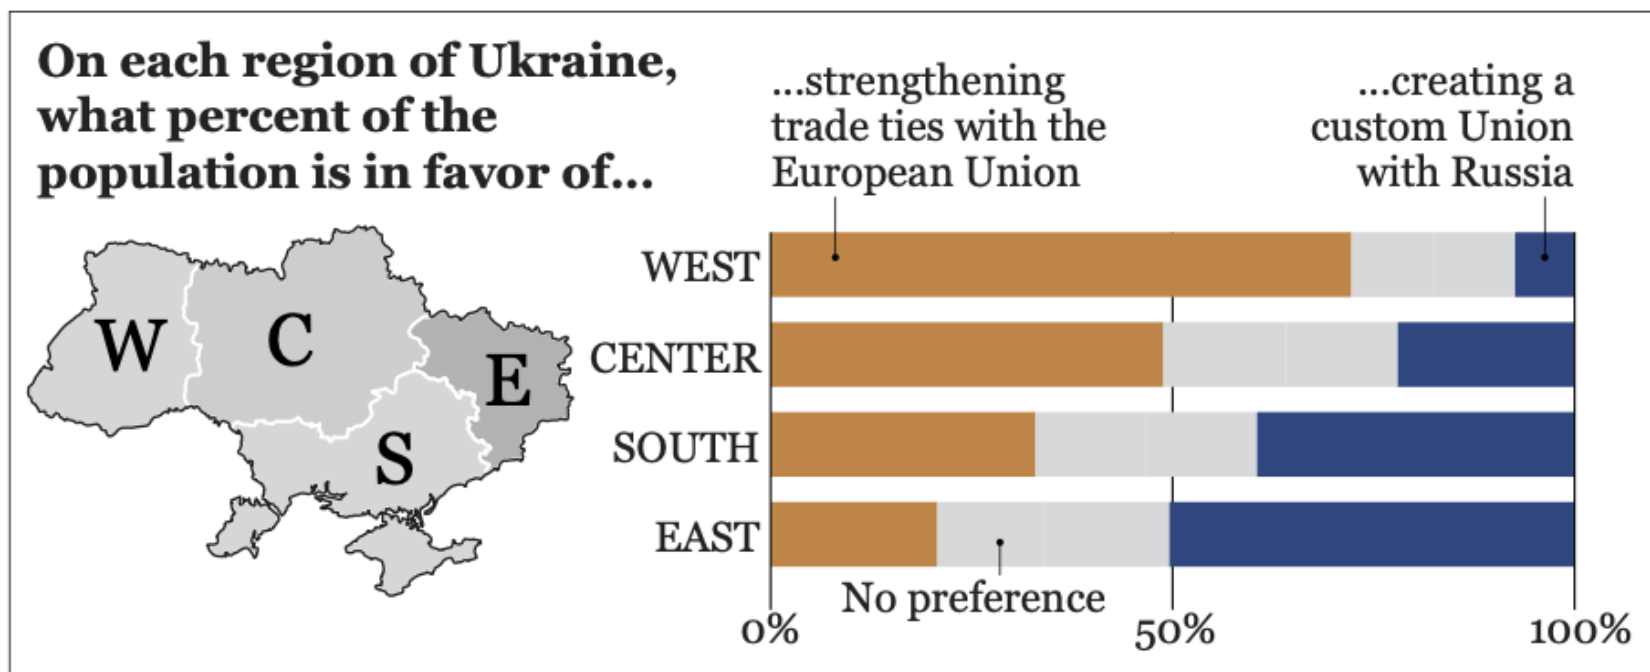 On each region of Ukraine,
what percent of the
population is in favor of...
...strengthening
trade ties with the
European Union
...creating a
custom Union
with Russia
W
C
E
S
WEST
CENTER
SOUTH
EAST
No preference
0%
50%
100%